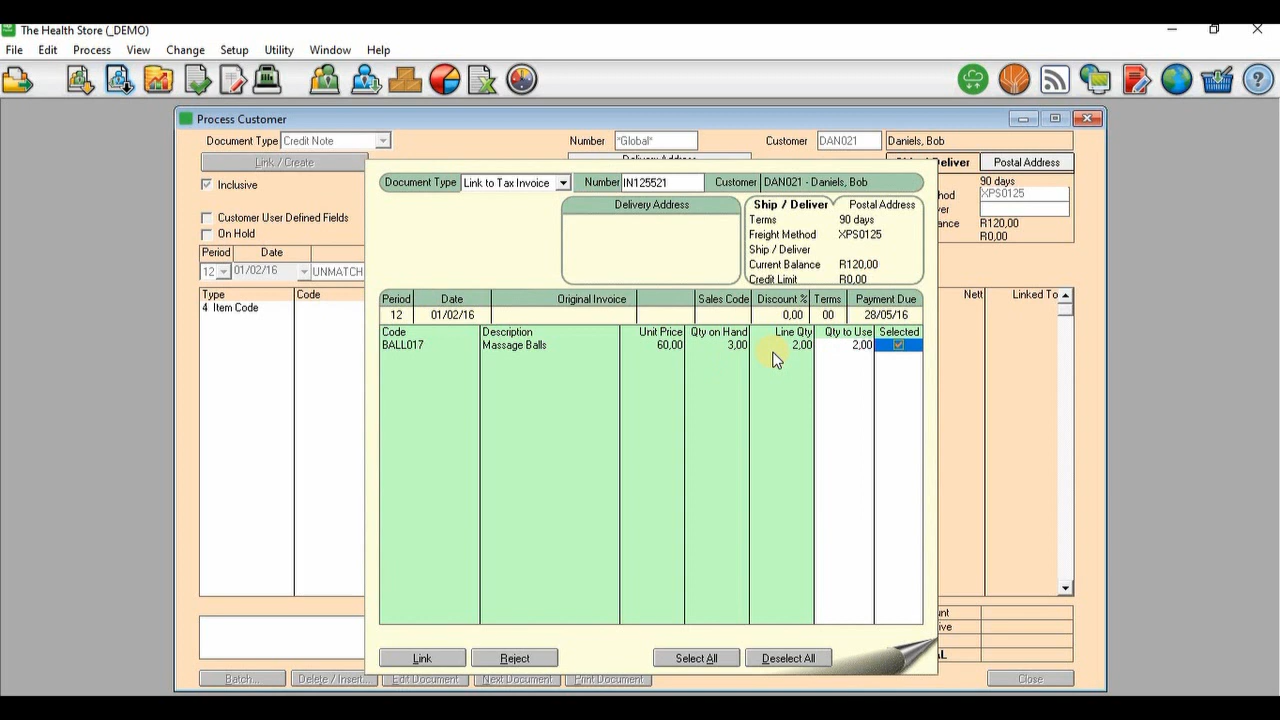 The Health Store (_DEMO)
File Edit Process View Change Setup Utility Window Help
Process Customer
Document Type Credit Note Number *Global* Customer DAN021 Daniels, Bob
Link / Create Deliver Postal Address
Inclusive
90 days
XPS0125
R120,00
R0,00
Customer User Defined Fields
On Hold
Period Date
12 01/02/16 UNMATCH
Type Code Nett Linked To
4 Item Code
Document Type Link to Tax Invoice Number IN125521 Customer DAN021 - Daniels, Bob
Delivery Address
Ship / Deliver Postal Address
Terms 90 days
Freight Method XPS0125
Ship / Deliver
Current Balance R120,00
Credit Limit R0,00
Period Date Original Invoice Sales Code Discount % Terms Payment Due
12 01/02/16 0,00 00 28/05/16
Code Description Unit Price Qty on Hand Line Qty Qty to Use Selected
BALL017 Massage Balls 60,00 3,00 2,00 2,00
Link Reject Select All Deselect All
Batch... Delete / Insert... Edit Document Next Document Print Document Close